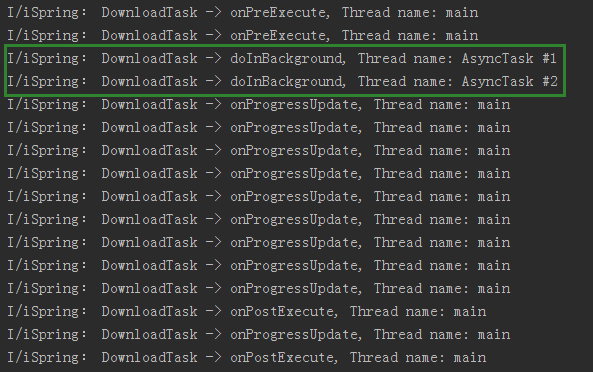 I/iSpring: DownloadTask -> onPreExecute, Thread name: main
I/iSpring: DownloadTask -> onPreExecute, Thread name: main
I/iSpring: DownloadTask -> doInBackground, Thread name: AsyncTask #1
I/iSpring: DownloadTask -> doInBackground, Thread name: AsyncTask #2
I/iSpring: DownloadTask -> onProgressUpdate, Thread name: main
I/iSpring: DownloadTask -> onProgressUpdate, Thread name: main
I/iSpring: DownloadTask -> onProgressUpdate, Thread name: main
I/iSpring: DownloadTask -> onProgressUpdate, Thread name: main
I/iSpring: DownloadTask -> onProgressUpdate, Thread name: main
I/iSpring: DownloadTask -> onProgressUpdate, Thread name: main
I/iSpring: DownloadTask -> onProgressUpdate, Thread name: main
I/iSpring: DownloadTask -> onProgressUpdate, Thread name: main
I/iSpring: DownloadTask -> onProgressUpdate, Thread name: main
I/iSpring: DownloadTask -> onPostExecute, Thread name: main
I/iSpring: DownloadTask -> onProgressUpdate, Thread name: main
I/iSpring: DownloadTask -> onPostExecute, Thread name: main